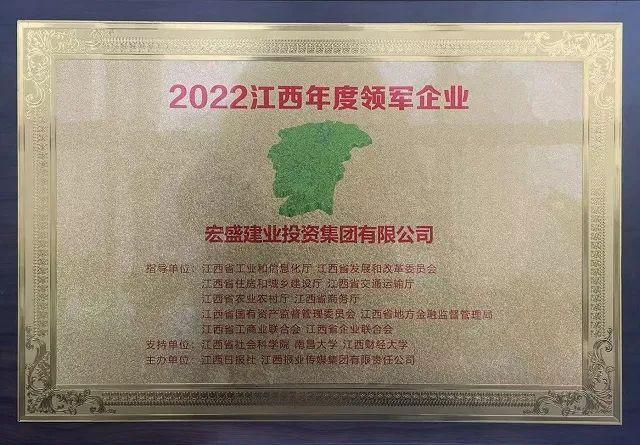 2022江西年度领军企业
宏盛建业投资集团有限公司
指导单位：江西省工业和信息化厅 江西省发展和改革委员会
江西省住房和城乡建设厅 江西省交通运输厅
江西省农业农村厅 江西省商务厅
江西省国有资产监督管理委员会 江西省地方金融监督管理局
江西省工商业联合会 江西省企业联合会
支持单位：江西省社会科学院 南昌大学 江西财经大学
主办单位：江西日报社 江西报业传媒集团有限责任公司